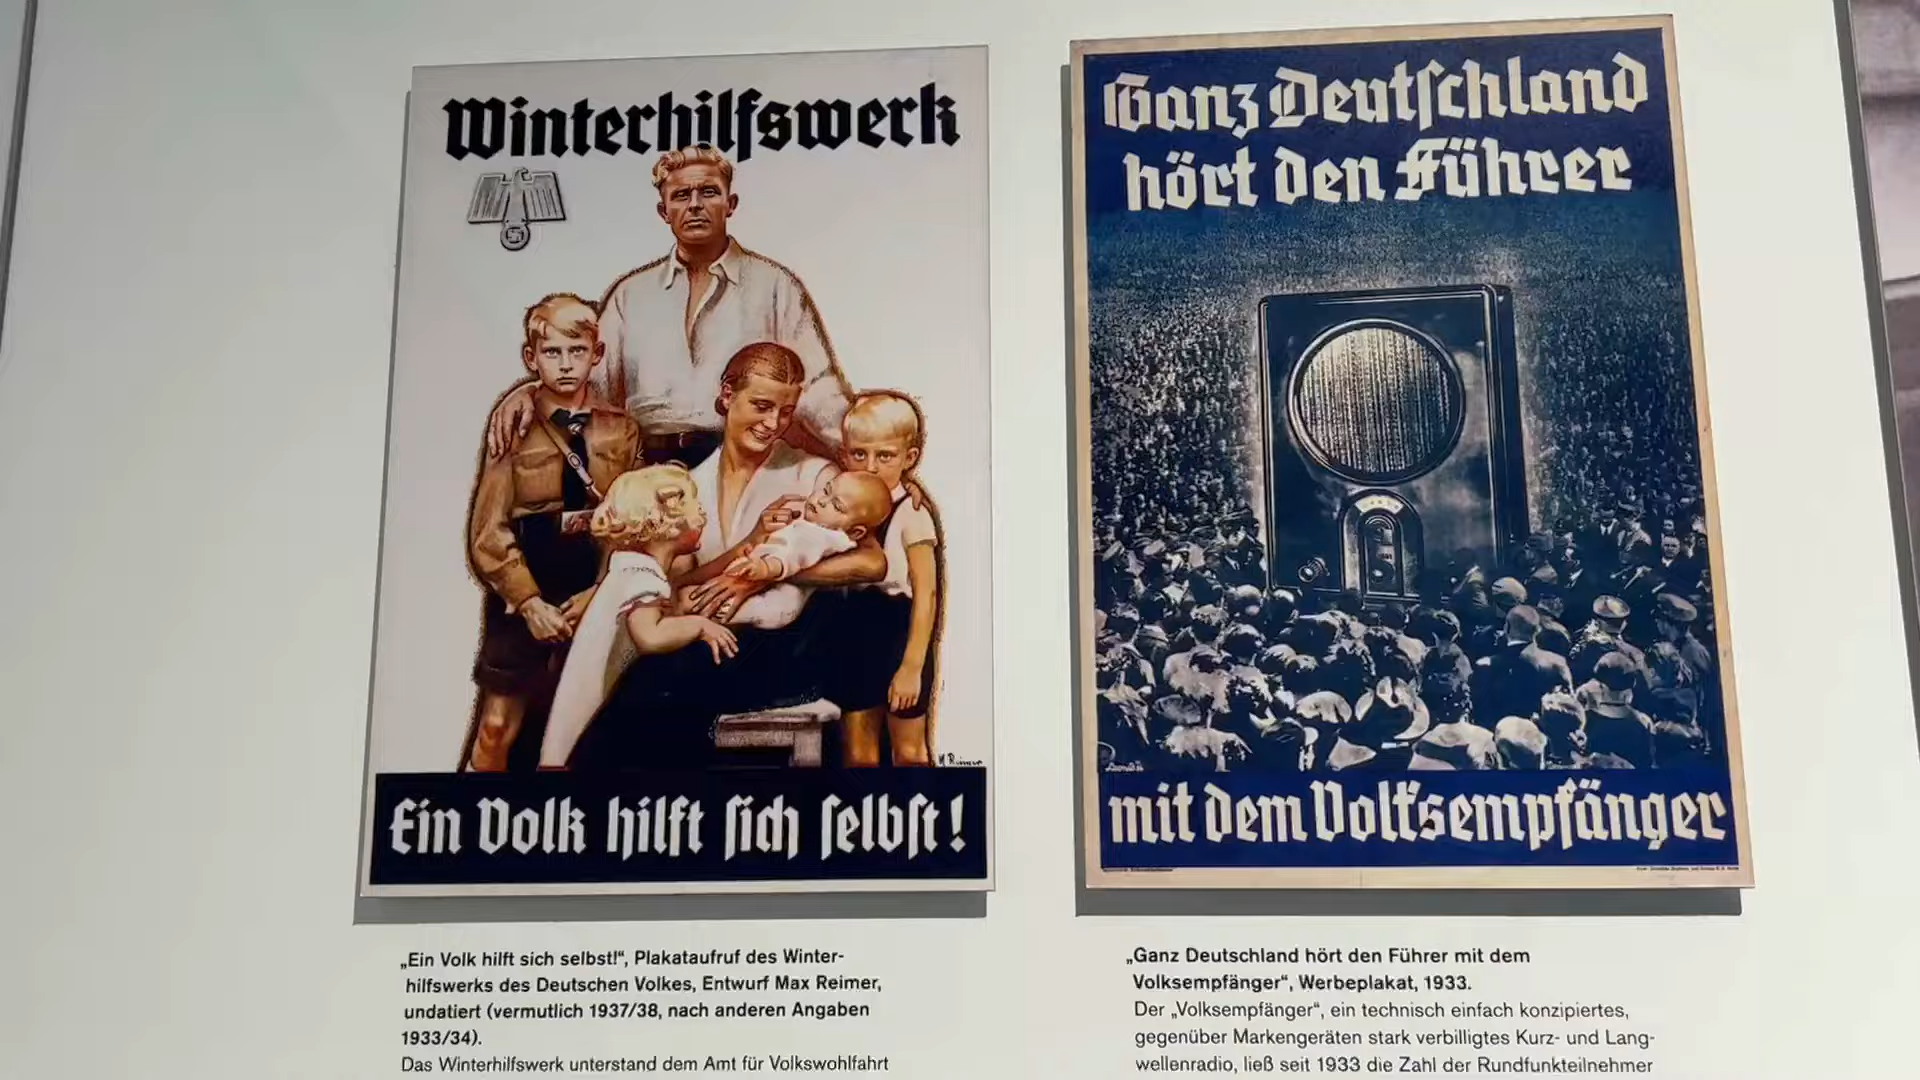 Winterhilfswerk
Ein Volk hilft sich selbst!
„Ein Volk hilft sich selbst!“, Plakataufruf des Winter-
hilfswerks des Deutschen Volkes, Entwurf Max Reimer,
undatiert (vermutlich 1937/38, nach anderen Angaben
1933/34).
Das Winterhilfswerk unterstand dem Amt für Volkswohlfahrt
Ganz Deutschland
hört den Führer
mit dem Volksempfänger
„Ganz Deutschland hört den Führer mit dem
Volksempfänger“, Werbeplakat, 1933.
Der „Volksempfänger“, ein technisch einfach konzipiertes,
gegenüber Markengeräten stark verbilligtes Kurz- und Lang-
wellenradio, ließ seit 1933 die Zahl der Rundfunkteilnehmer